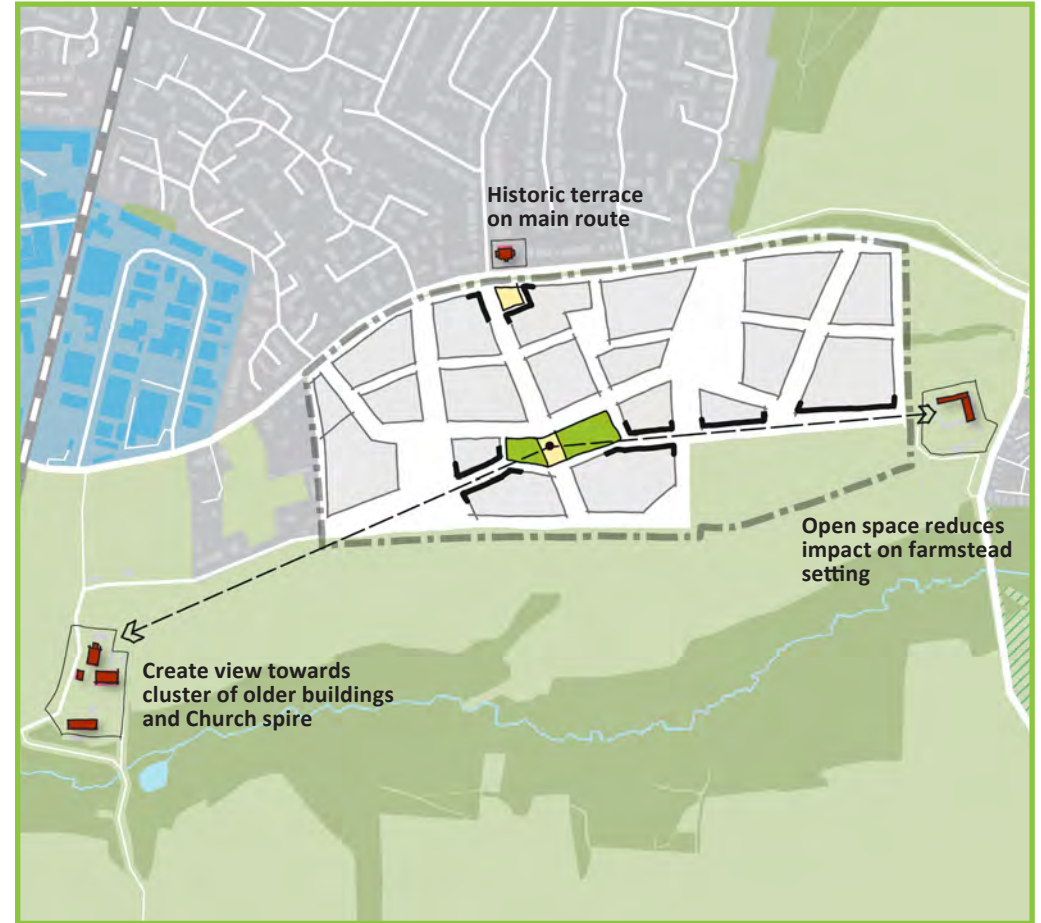 Historic terrace
on main route
Open space reduces
impact on farmstead
setting
Create view towards
cluster of older buildings
and Church spire